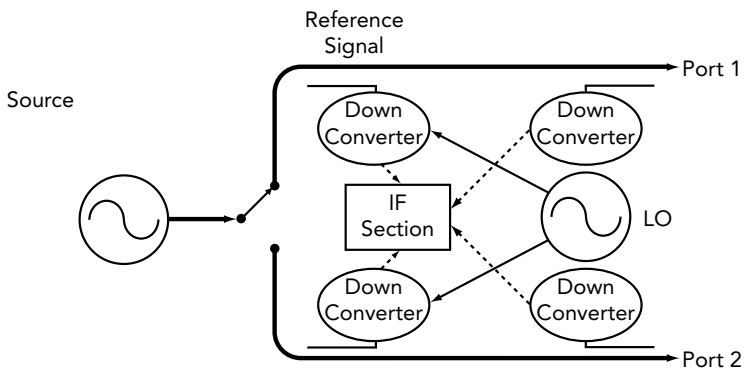 Reference
Signal
Port 1
Source
Down
Converter
Down
Converter
IF
Section
LO
Down
Converter
Down
Converter
Port 2